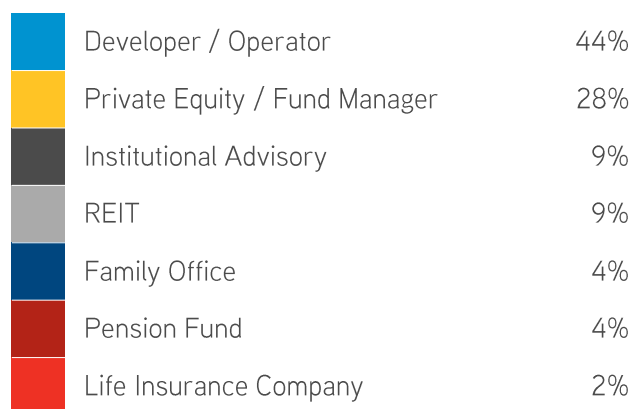 Developer / Operator 44%
Private Equity / Fund Manager 28%
Institutional Advisory 9%
REIT 9%
Family Office 4%
Pension Fund 4%
Life Insurance Company 2%